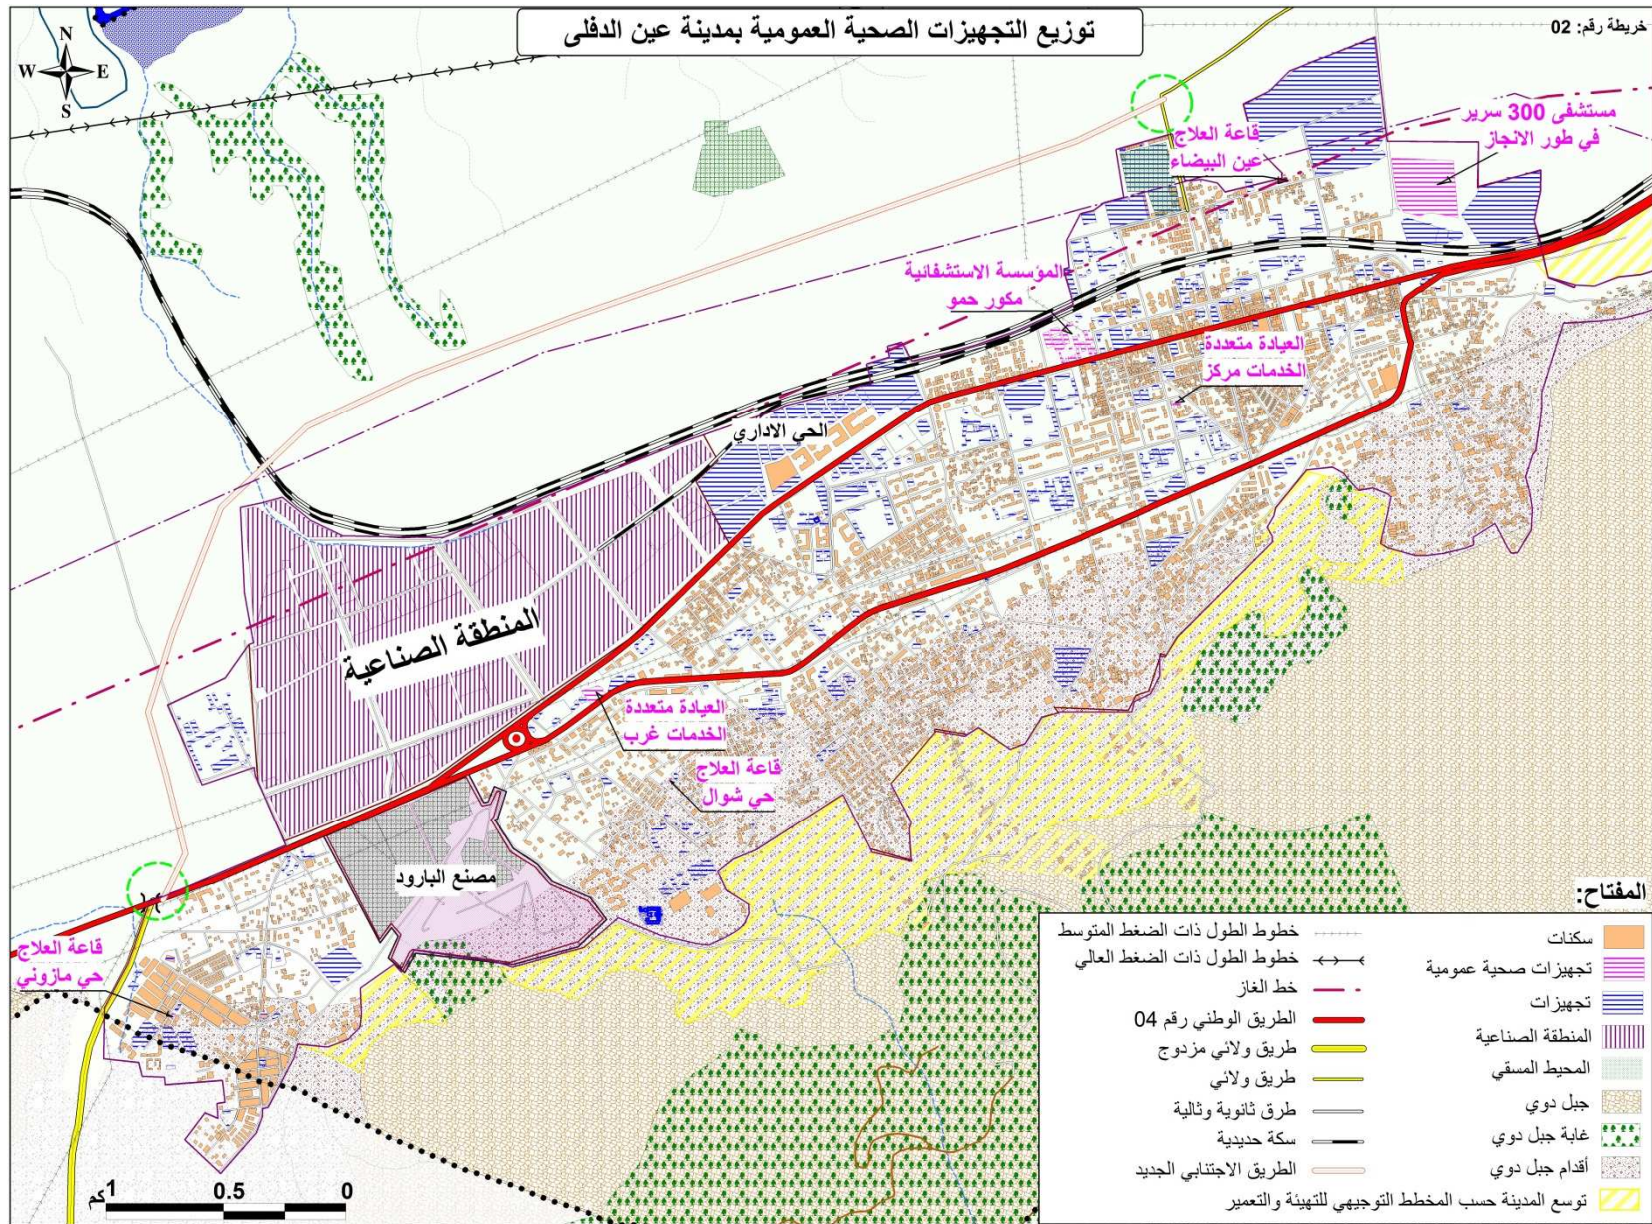 خريطة رقم: 02
توزيع التجهيزات الصحية العمومية بمدينة عين الدفلى
N
W E
S
مستشفى 300 سرير
في طور الانجاز
قاعة العلاج
عين البيضاء
المؤسسة الاستشفائية
مكور حمو
العيادة متعددة
الخدمات مركز
الحي الاداري
المنطقة الصناعية
العيادة متعددة
الخدمات غرب
قاعة العلاج
حي شوال
مصنع البارود
قاعة العلاج
حي مازوني
المفتاح:
سكنات
تجهيزات صحية عمومية
تجهيزات
المنطقة الصناعية
المحيط المسقي
جبل دوي
غابة جبل دوي
أقدام جبل دوي
توسع المدينة حسب المخطط التوجيهي للتهيئة والتعمير
خطوط الطول ذات الضغط المتوسط
خطوط الطول ذات الضغط العالي
خط الغاز
الطريق الوطني رقم 04
طريق ولائي مزدوج
طريق ولائي
طرق ثانوية وثالية
سكة حديدية
الطريق الاجتنابي الجديد
0 0.5 1 كم